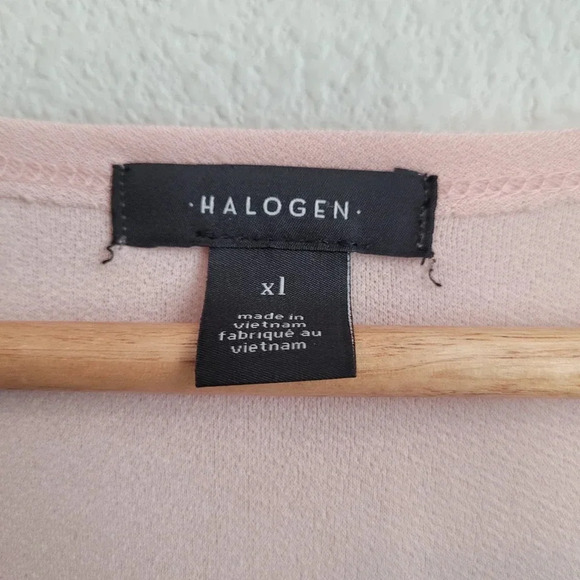 ·HALOGEN·
xl
made in
vietnam
fabriqué au
vietnam